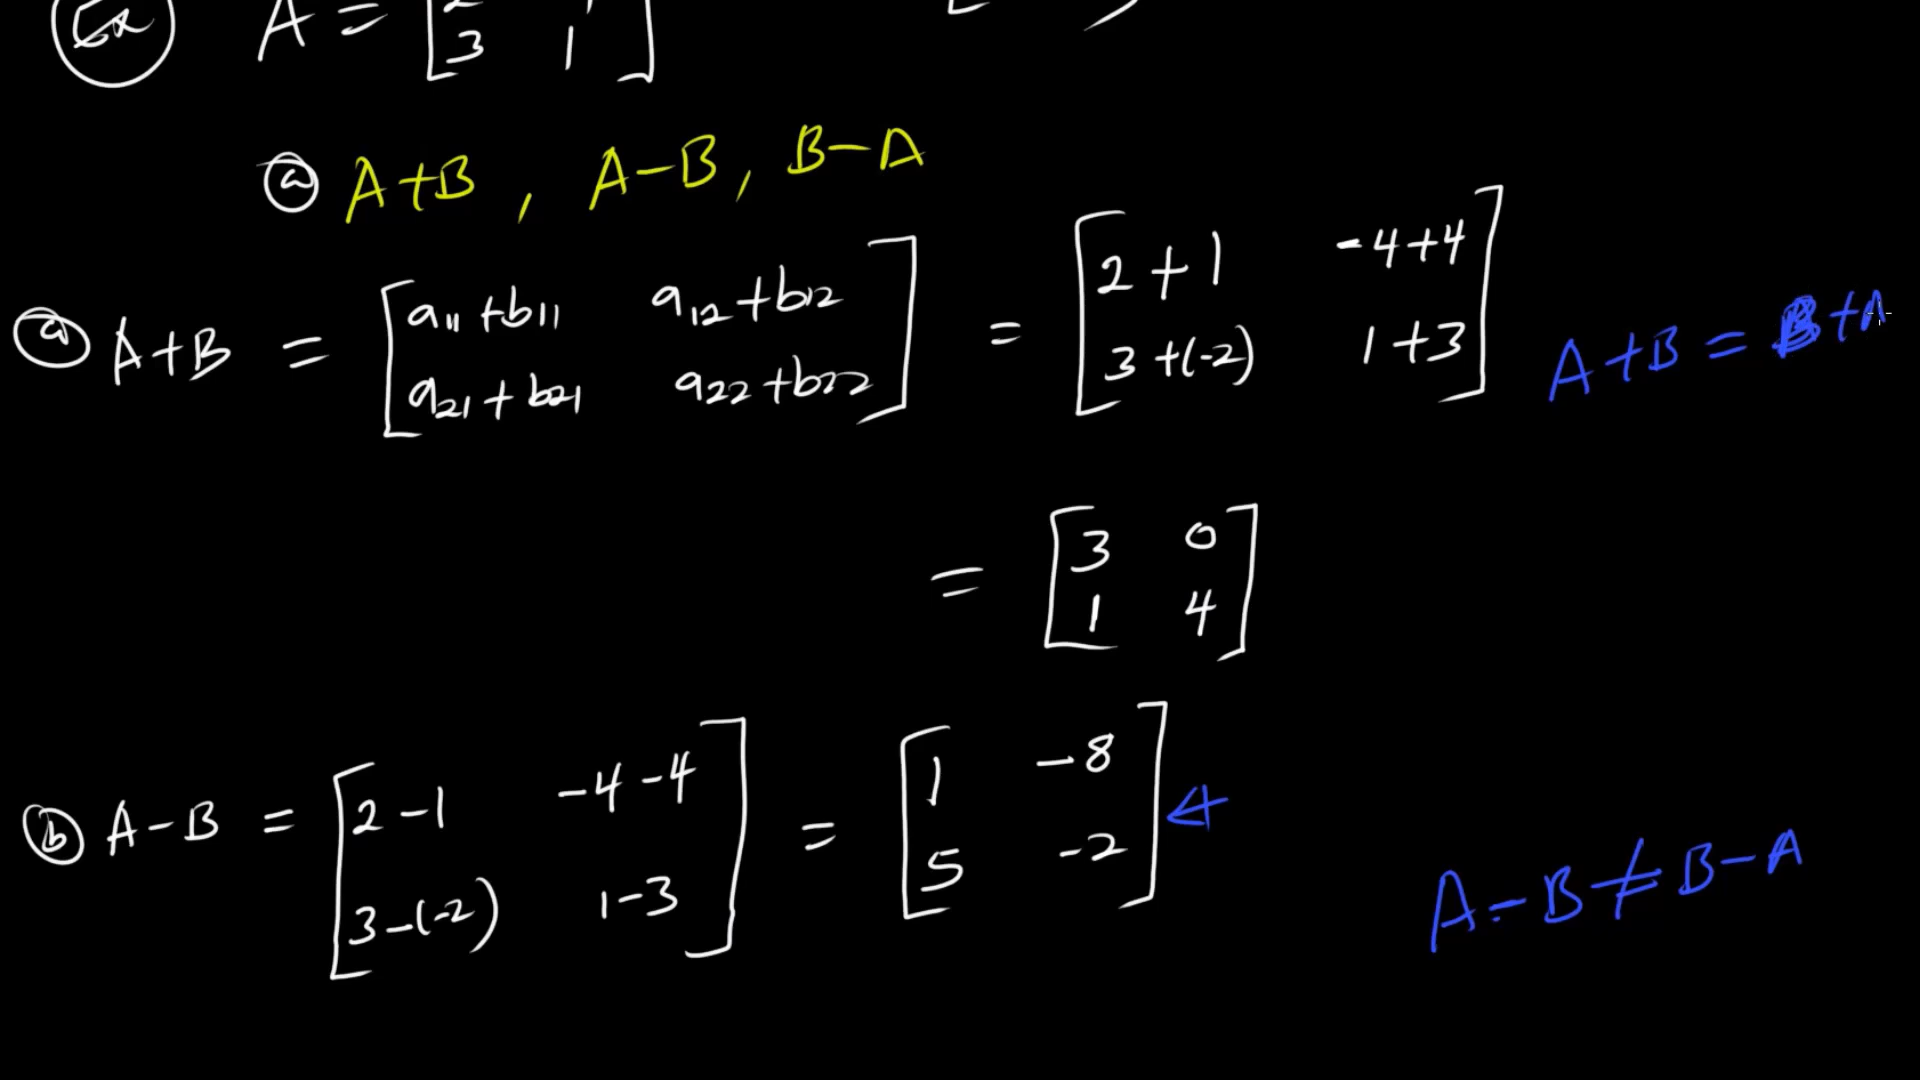 Ex A = [
3 1 ]
(a) A+B , A-B, B-A
(a) A+B = [ a11+b11 a12+b12 = [ 2+1 -4+4
a21+b21 a22+b22 ] 3+(-2) 1+3 ] A+B = B+A
= [ 3 0
1 4 ]
(b) A-B = [ 2-1 -4-4 = [ 1 -8
3-(-2) 1-3 ] 5 -2 ]
A-B≠B-A